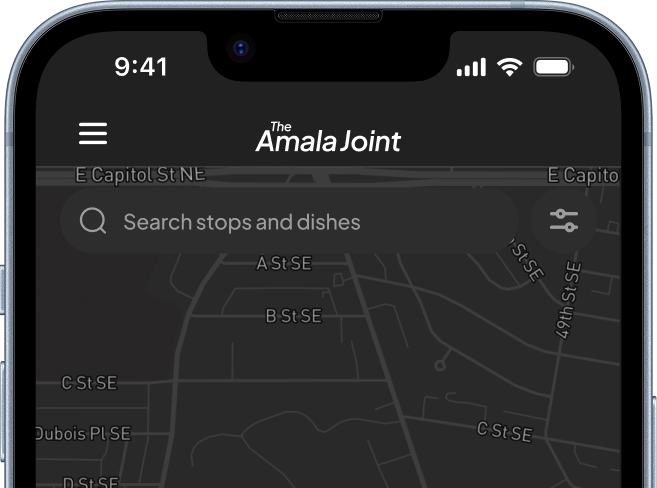 9:41
The
Amala Joint
E Capitol St NE
E Capito
Search stops and dishes
St SE
A St SE
49th St SE
B St SE
C St SE
Dubois Pl SE
C St SE
D St SE